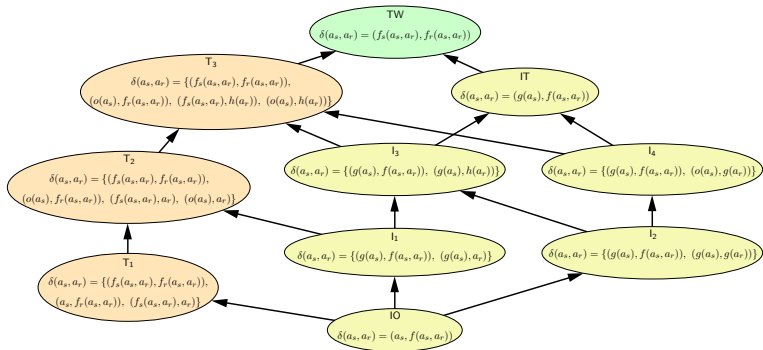 TW
δ(a_s, a_r) = (f_s(a_s, a_r), f_r(a_s, a_r))
T_3
δ(a_s, a_r) = {(f_s(a_s, a_r), f_r(a_s, a_r)),
(o(a_s), f_r(a_s, a_r)), (f_s(a_s, a_r), h(a_r)), (o(a_s), h(a_r))}
IT
δ(a_s, a_r) = (g(a_s), f(a_s, a_r))
T_2
δ(a_s, a_r) = {(f_s(a_s, a_r), f_r(a_s, a_r)),
(o(a_s), f_r(a_s, a_r)), (f_s(a_s, a_r), a_r), (o(a_s), a_r)}
I_3
δ(a_s, a_r) = {(g(a_s), f(a_s, a_r)), (g(a_s), h(a_r))}
I_4
δ(a_s, a_r) = {(g(a_s), f(a_s, a_r)), (o(a_s), g(a_r))}
T_1
δ(a_s, a_r) = {(f_s(a_s, a_r), f_r(a_s, a_r)),
(a_s, f_r(a_s, a_r)), (f_s(a_s, a_r), a_r)}
I_1
δ(a_s, a_r) = {(g(a_s), f(a_s, a_r)), (g(a_s), a_r)}
I_2
δ(a_s, a_r) = {(g(a_s), f(a_s, a_r)), (g(a_s), g(a_r))}
IO
δ(a_s, a_r) = (a_s, f(a_s, a_r))